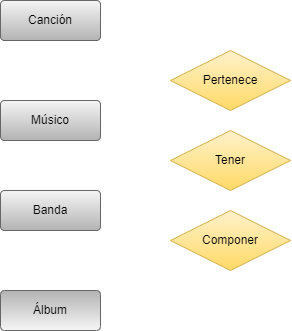 Canción
Músico
Banda
Álbum
Pertenece
Tener
Componer